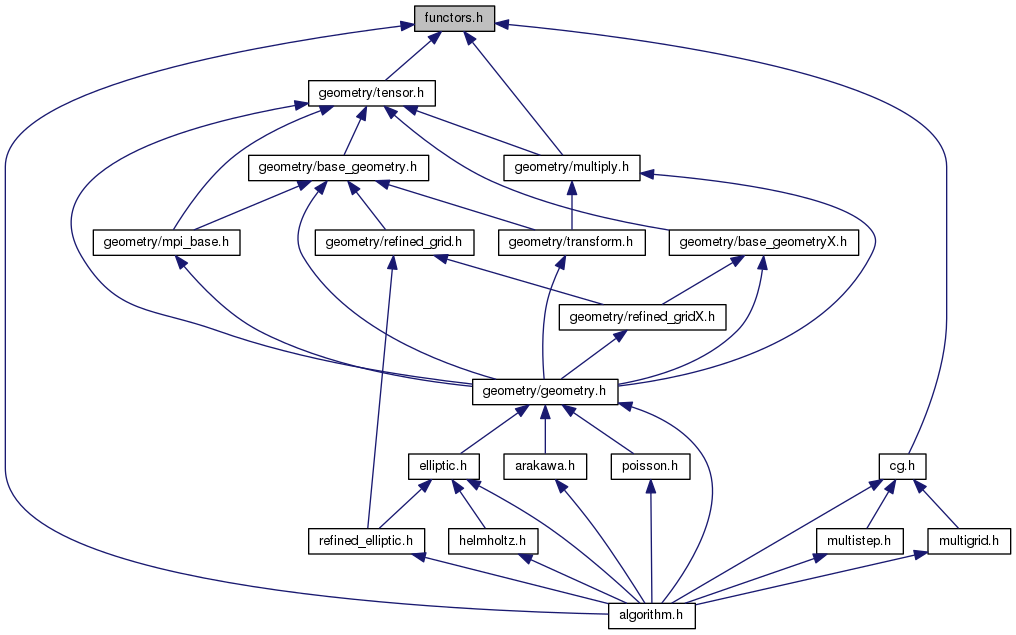 functors.h
geometry/tensor.h
geometry/base_geometry.h
geometry/multiply.h
geometry/mpi_base.h
geometry/refined_grid.h
geometry/transform.h
geometry/base_geometryX.h
geometry/refined_gridX.h
geometry/geometry.h
elliptic.h
arakawa.h
poisson.h
cg.h
refined_elliptic.h
helmholtz.h
multistep.h
multigrid.h
algorithm.h